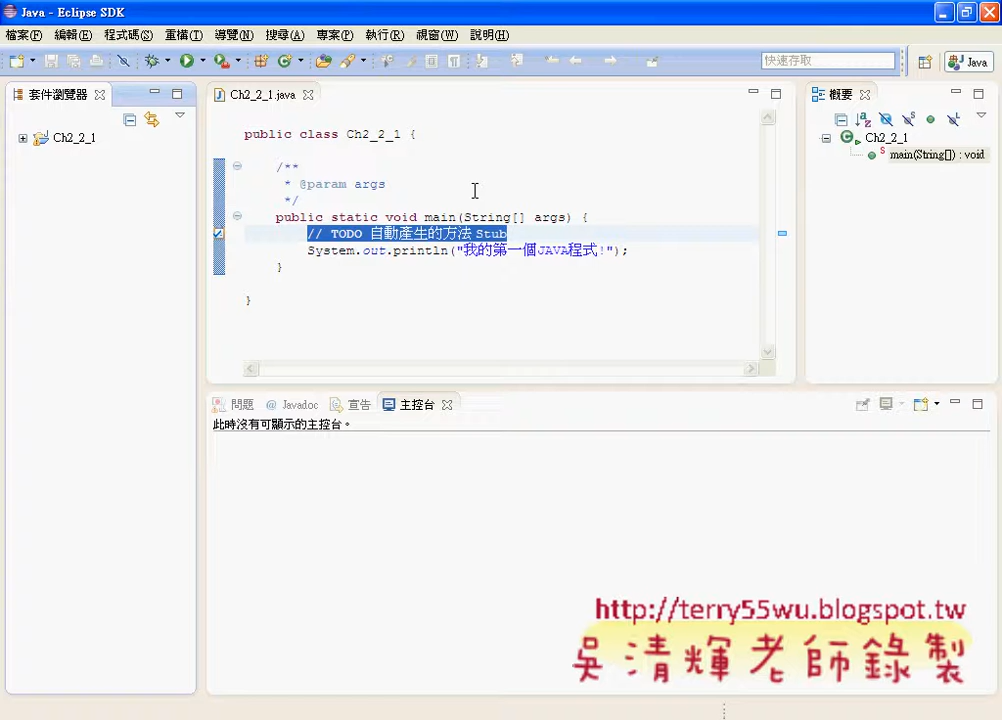 Java - Eclipse SDK
檔案(F) 編輯(E) 程式碼(S) 重構(T) 導覽(N) 搜尋(A) 專案(P) 執行(R) 視窗(W) 說明(H)
快速存取
Java
套件瀏覽器
Ch2_2_1
Ch2_2_1.java
public class Ch2_2_1 {
/**
* @param args
*/
public static void main(String[] args) {
// TODO 自動產生的方法 Stub
System.out.println("我的第一個JAVA程式!");
}
}
概要
Ch2_2_1
main(String[]) : void
問題 @ Javadoc 宣告 主控台
此時沒有可顯示的主控台。
http://terry55wu.blogspot.tw
吳清輝老師錄製